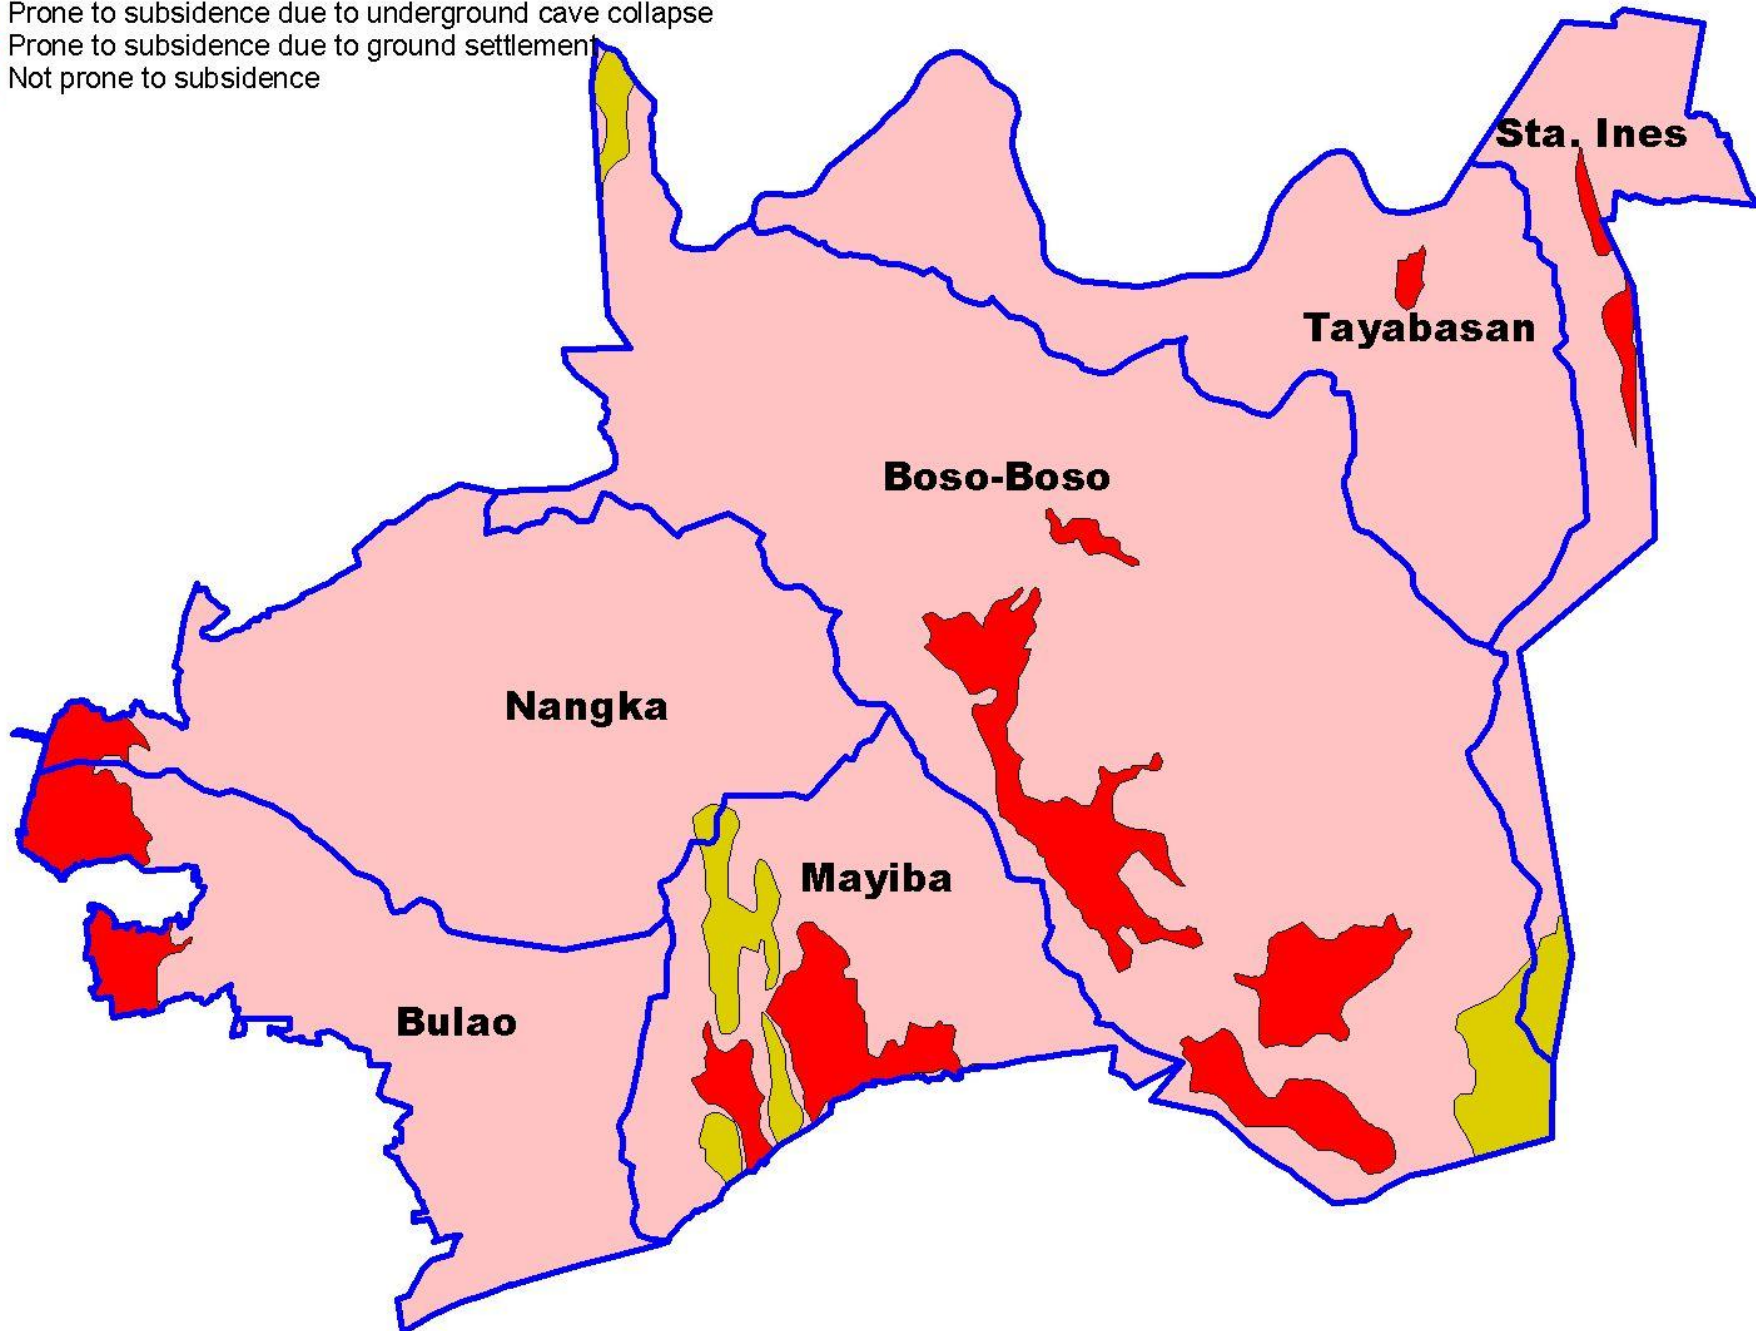 Prone to subsidence due to underground cave collapse
Prone to subsidence due to ground settlement
Not prone to subsidence
Sta. Ines
Tayabasan
Boso-Boso
Nangka
Mayiba
Bulao